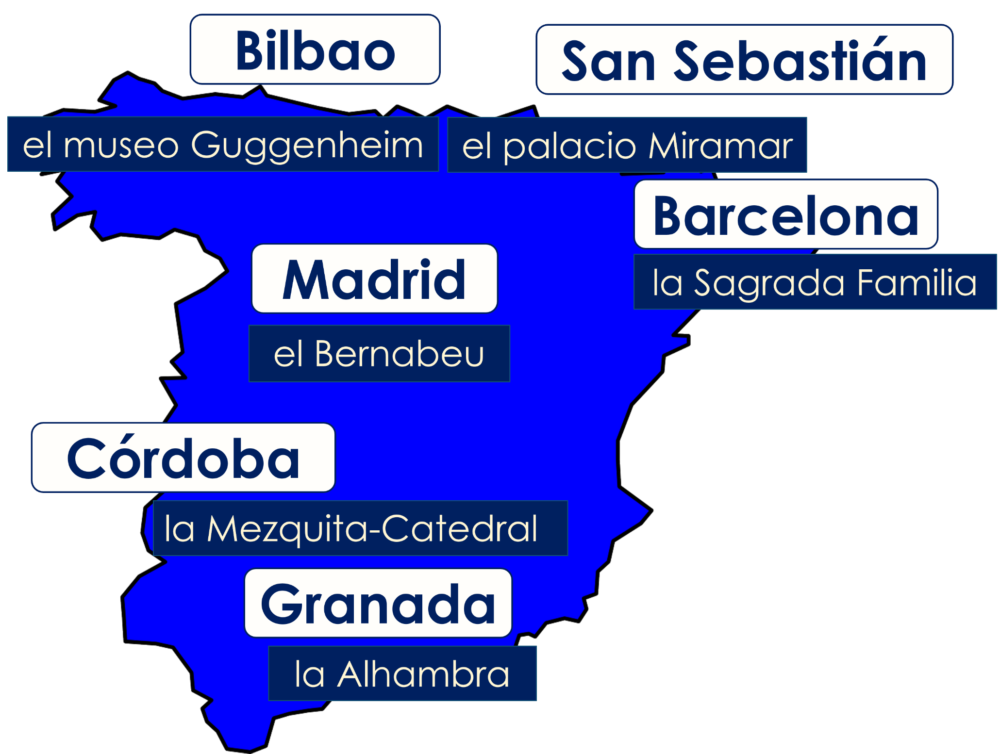 Bilbao
San Sebastián
el museo Guggenheim
el palacio Miramar
Barcelona
la Sagrada Familia
Madrid
el Bernabeu
Córdoba
la Mezquita-Catedral
Granada
la Alhambra